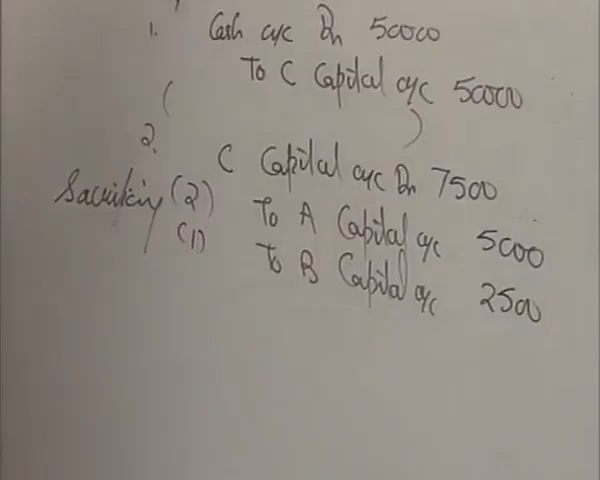 1. Cash a/c Dr 50000
To C Capital a/c 50000
( )
2. C Capital a/c Dr 7500
Sacrificing (2) To A Capital a/c 5000
(1) To B Capital a/c 2500